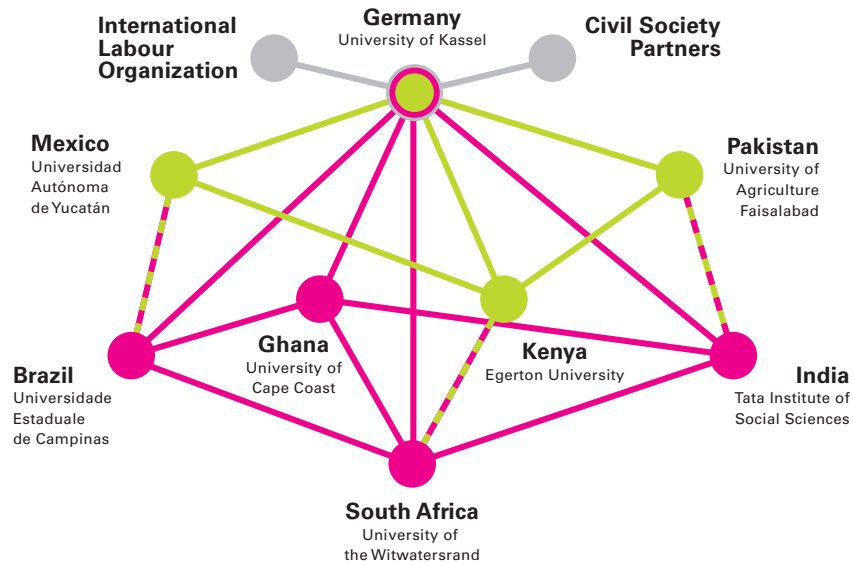 International
Labour
Organization
Germany
University of Kassel
Civil Society
Partners
Mexico
Universidad
Autónoma
de Yucatán
Pakistan
University of
Agriculture
Faisalabad
Ghana
University of
Cape Coast
Kenya
Egerton University
Brazil
Universidade
Estaduale
de Campinas
India
Tata Institute of
Social Sciences
South Africa
University of
the Witwatersrand